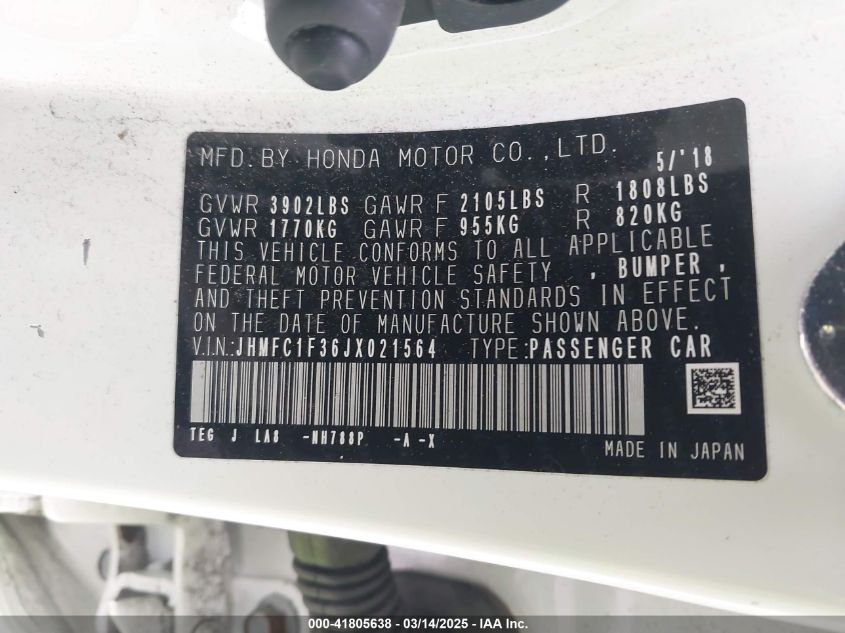 MFD. BY HONDA MOTOR CO.,LTD. 5/'18
GVWR 3902LBS GAWR F 2105LBS R 1808LBS
GVWR 1770KG GAWR F 955KG R 820KG
THIS VEHICLE CONFORMS TO ALL APPLICABLE
FEDERAL MOTOR VEHICLE SAFETY , BUMPER ,
AND THEFT PREVENTION STANDARDS IN EFFECT
ON THE DATE OF MANUFACTURE SHOWN ABOVE.
V.I.N.:JHMFC1F36JX021564 TYPE:PASSENGER CAR
TEG J LA8 -NH788P -A -X
MADE IN JAPAN
000-41805638 - 03/14/2025 - IAA Inc.